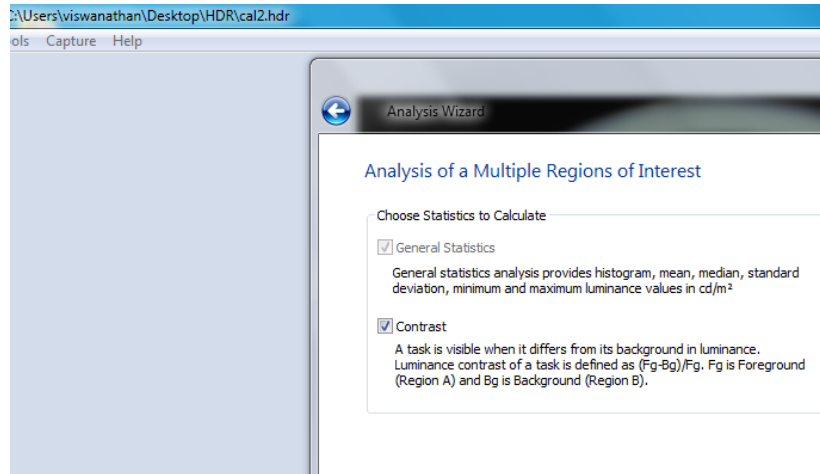 C:\Users\viswanathan\Desktop\HDR\cal2.hdr
ols Capture Help
Analysis Wizard
Analysis of a Multiple Regions of Interest
Choose Statistics to Calculate
General Statistics
General statistics analysis provides histogram, mean, median, standard
deviation, minimum and maximum luminance values in cd/m²
Contrast
A task is visible when it differs from its background in luminance.
Luminance contrast of a task is defined as (Fg-Bg)/Fg. Fg is Foreground
(Region A) and Bg is Background (Region B).